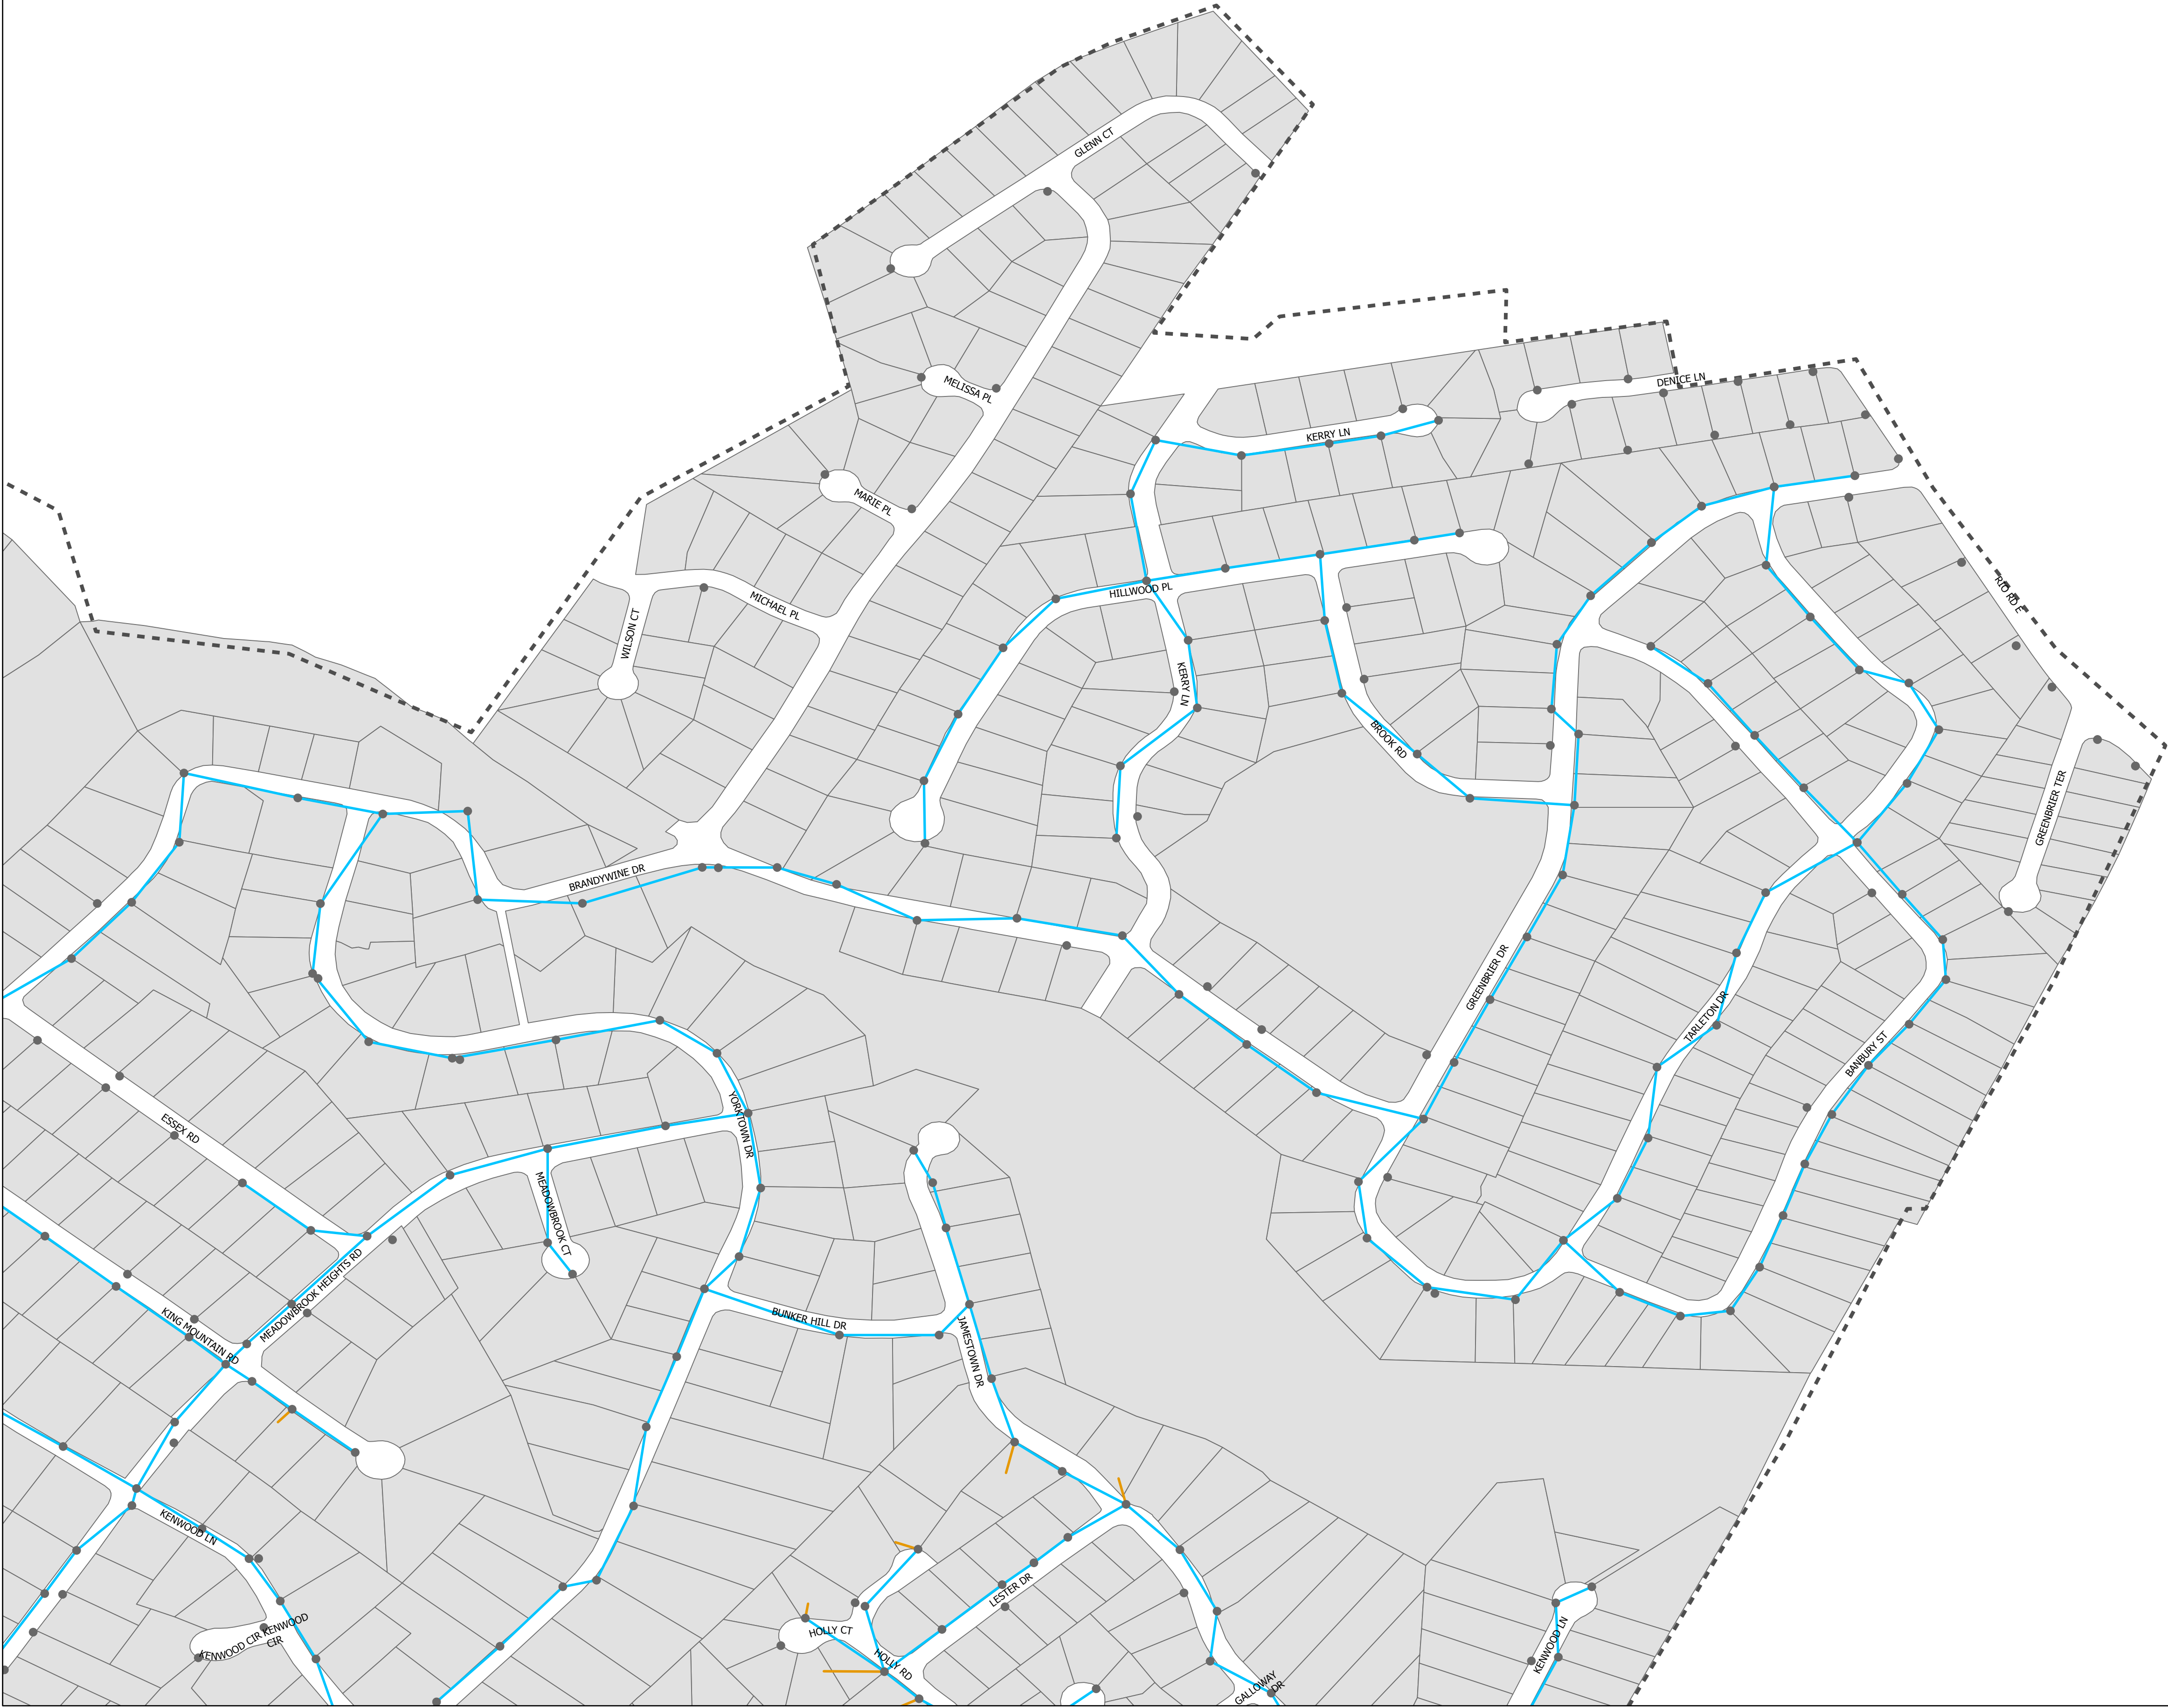 GLENN CT
DENICE LN
MELISSA PL
KERRY LN
MARIE PL
HILLWOOD PL
RIO RD E
MICHAEL PL
WILSON CT
KERRY LN
BROOK RD
GREENBRIER TER
BRANDYWINE DR
GREENBRIER DR
TARLETON DR
BANBURY ST
ESSEX RD
YORKTOWN DR
MEADOWBROOK CT
MEADOWBROOK HEIGHTS RD
KING MOUNTAIN RD
BUNKER HILL DR
JAMESTOWN DR
KENWOOD LN
LESTER DR
KENWOOD CIR
KENWOOD
CIR
HOLLY CT
HOLLY RD
KENWOOD LN
GALLOWAY
DR